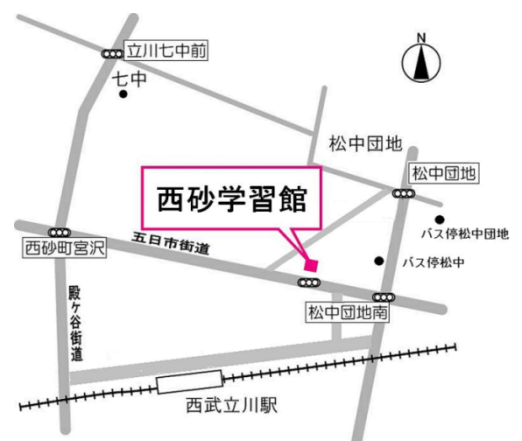 立川七中前
N
七中
松中団地
松中団地
西砂学習館
バス停松中団地
五日市街道
西砂町宮沢
バス停松中
殿ヶ谷街道
松中団地南
西武立川駅